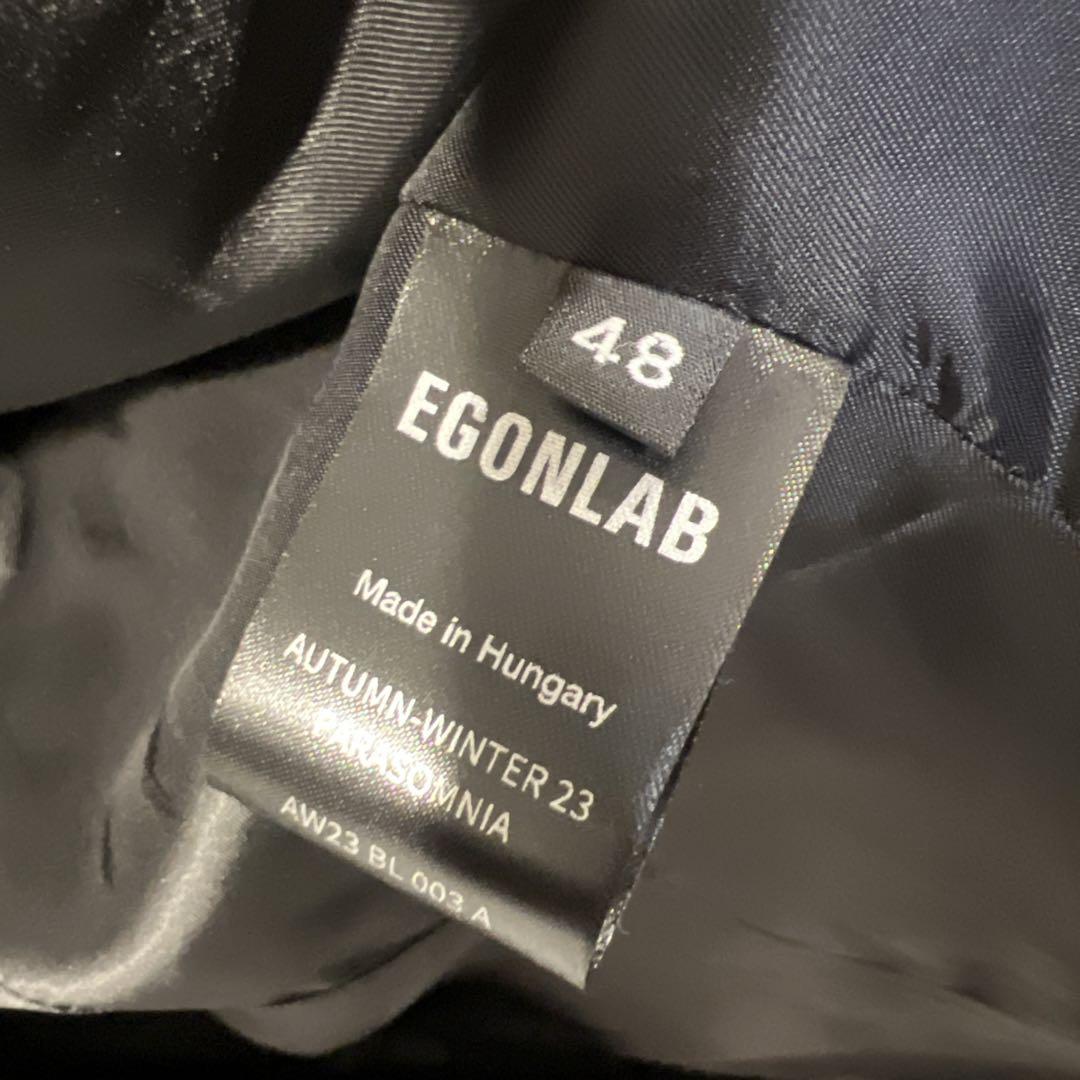 48
EGONLAB
Made in Hungary
AUTUMN-WINTER 23
PARASOMNIA
AW23 BL 003 A